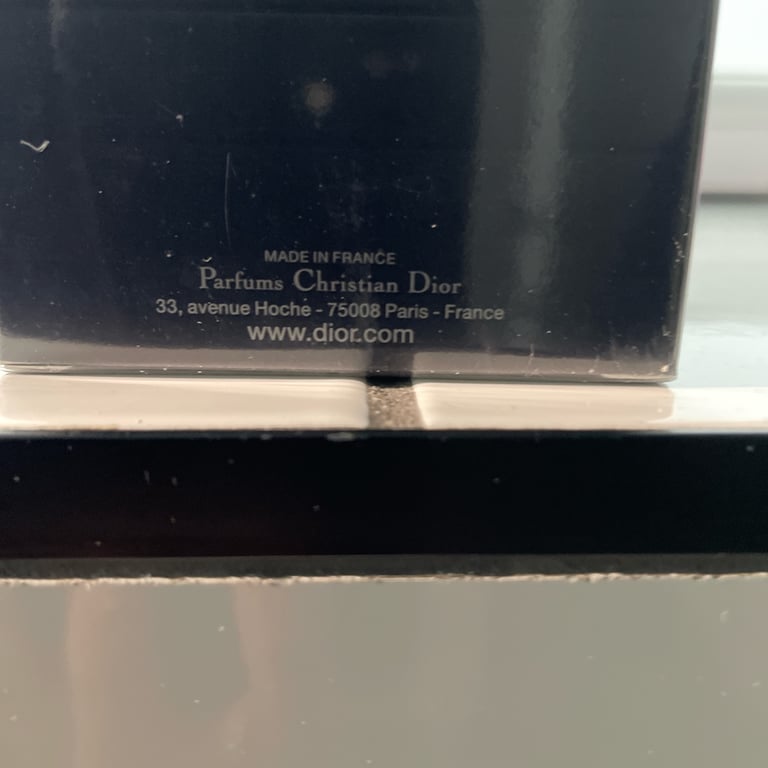 MADE IN FRANCE
Parfums Christian Dior
33, avenue Hoche - 75008 Paris - France
www.dior.com